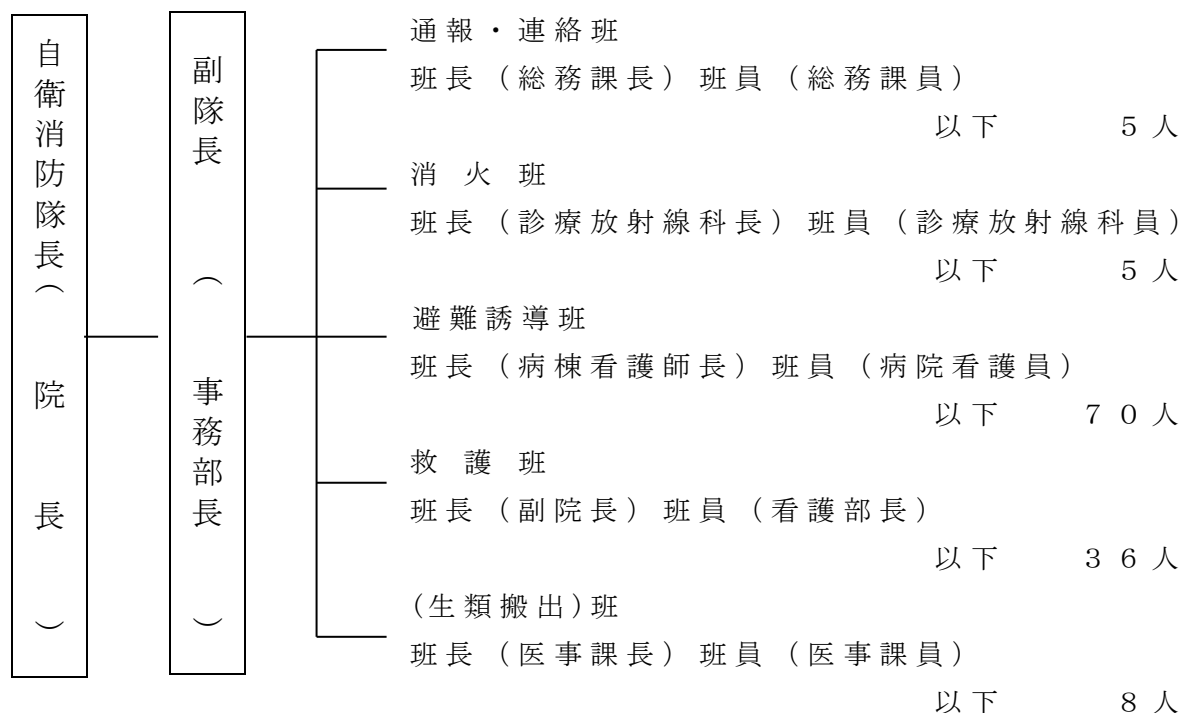 自衛消防隊長（院長）
副隊長（事務部長）
通報・連絡班
班長（総務課長）班員（総務課員）
以下　5人
消火班
班長（診療放射線科長）班員（診療放射線科員）
以下　5人
避難誘導班
班長（病棟看護師長）班員（病院看護員）
以下　70人
救護班
班長（副院長）班員（看護部長）
以下　36人
(生類搬出)班
班長（医事課長）班員（医事課員）
以下　8人